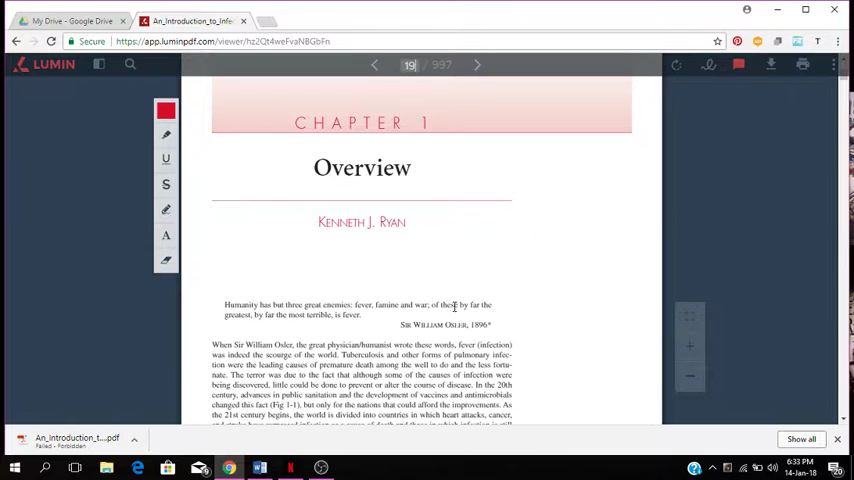 My Drive - Google Drive
An_Introduction_to_Infec
Secure
https://app.luminpdf.com/viewer/hz2Qt4weFvaNBGbFn
LUMIN
19 / 997
CHAPTER 1
Overview
KENNETH J. RYAN
Humanity has but three great enemies: fever, famine and war; of these by far the
greatest, by far the most terrible, is fever.
SIR WILLIAM OSLER, 1896*
When Sir William Osler, the great physician/humanist wrote these words, fever (infection)
was indeed the scourge of the world. Tuberculosis and other forms of pulmonary infec-
tion were the leading causes of premature death among the well to do and the less fortu-
nate. The terror was due to the fact that although some of the causes of infection were
being discovered, little could be done to prevent or alter the course of disease. In the 20th
century, advances in public sanitation and the development of vaccines and antimicrobials
changed this fact (Fig 1-1), but only for the nations that could afford the improvements. As
the 21st century begins, the world is divided into countries in which heart attacks, cancer,
U
S
A
An_Introduction_t....pdf
Failed - Forbidden
Show all
6:33 PM
14-Jan-18
20